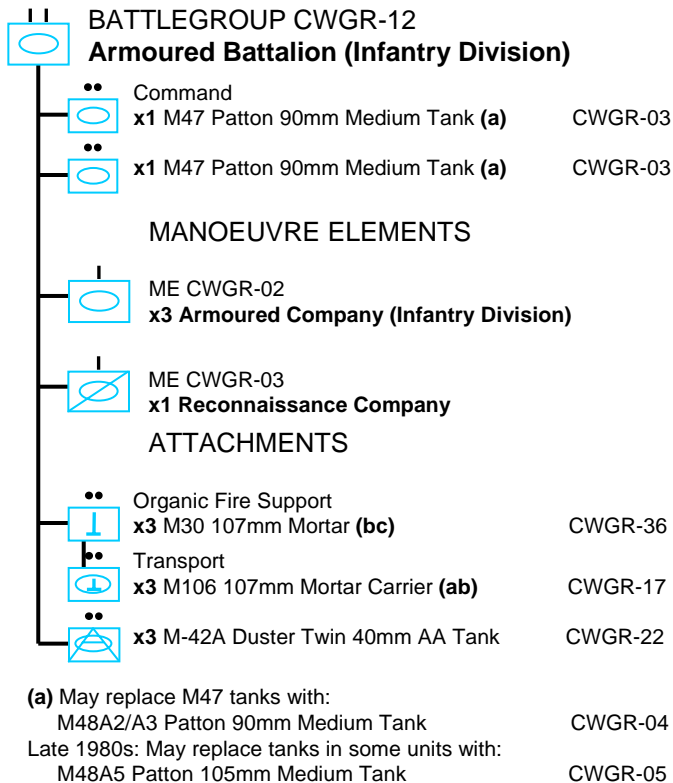 BATTLEGROUP CWGR-12
Armoured Battalion (Infantry Division)
Command
x1 M47 Patton 90mm Medium Tank (a) CWGR-03
x1 M47 Patton 90mm Medium Tank (a) CWGR-03
MANOEUVRE ELEMENTS
ME CWGR-02
x3 Armoured Company (Infantry Division)
ME CWGR-03
x1 Reconnaissance Company
ATTACHMENTS
Organic Fire Support
x3 M30 107mm Mortar (bc) CWGR-36
Transport
x3 M106 107mm Mortar Carrier (ab) CWGR-17
x3 M-42A Duster Twin 40mm AA Tank CWGR-22
(a) May replace M47 tanks with:
M48A2/A3 Patton 90mm Medium Tank CWGR-04
Late 1980s: May replace tanks in some units with:
M48A5 Patton 105mm Medium Tank CWGR-05